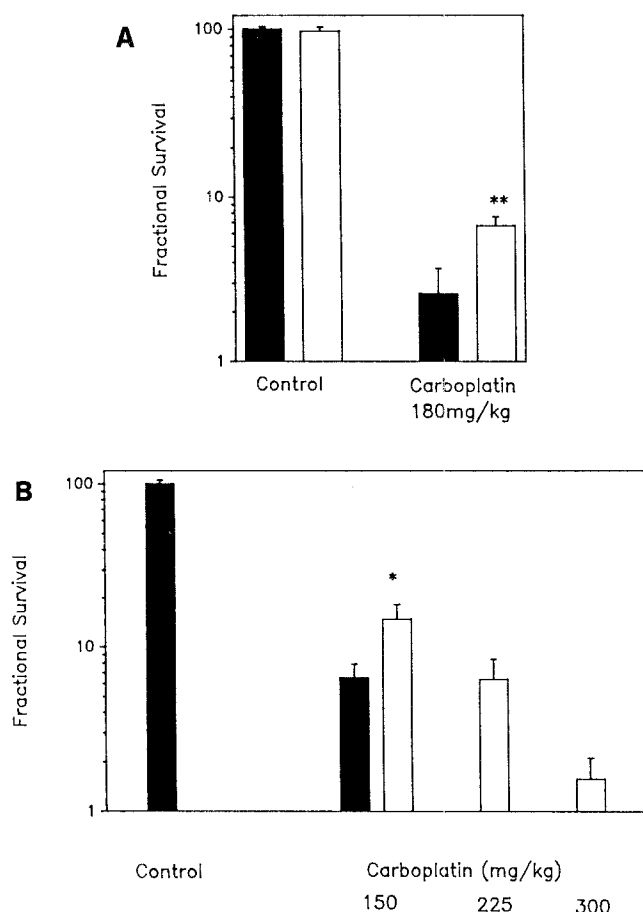 A
Fractional Survival
100
10
1
**
Control
Carboplatin
180mg/kg
B
Fractional Survival
100
10
1
*
Control
Carboplatin (mg/kg)
150 225 300